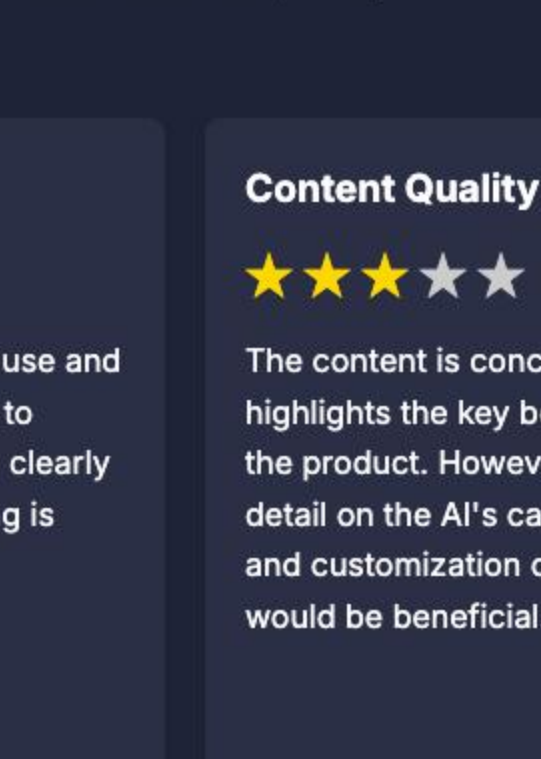 use and
to
clearly
g is
Content Quality
The content is conc
highlights the key b
the product. Howev
detail on the AI's ca
and customization
would be beneficial